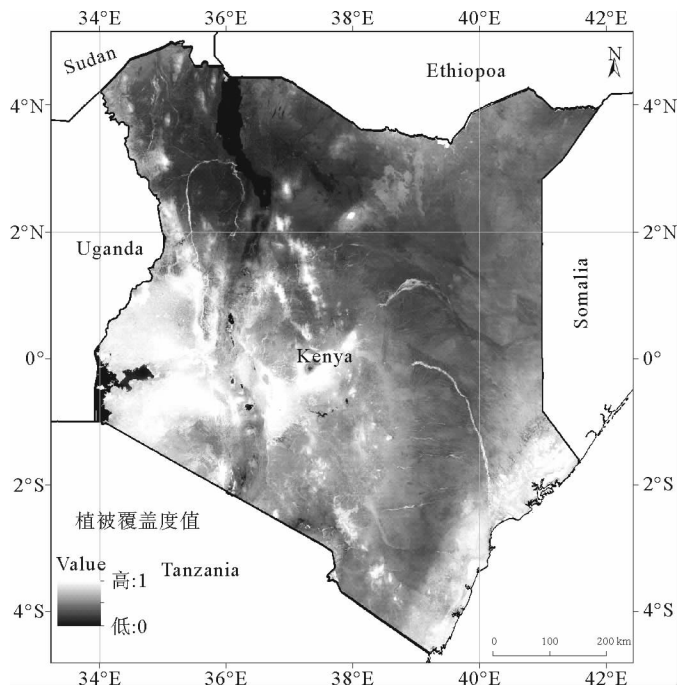 34°E 36°E 38°E 40°E 42°E
N
Sudan
Ethiopoa
4°N 4°N
2°N 2°N
Uganda
Somalia
0° Kenya 0°
2°S 2°S
植被覆盖度值
Value
高:1
Tanzania
低:0
4°S 4°S
0 100 200 km
34°E 36°E 38°E 40°E 42°E